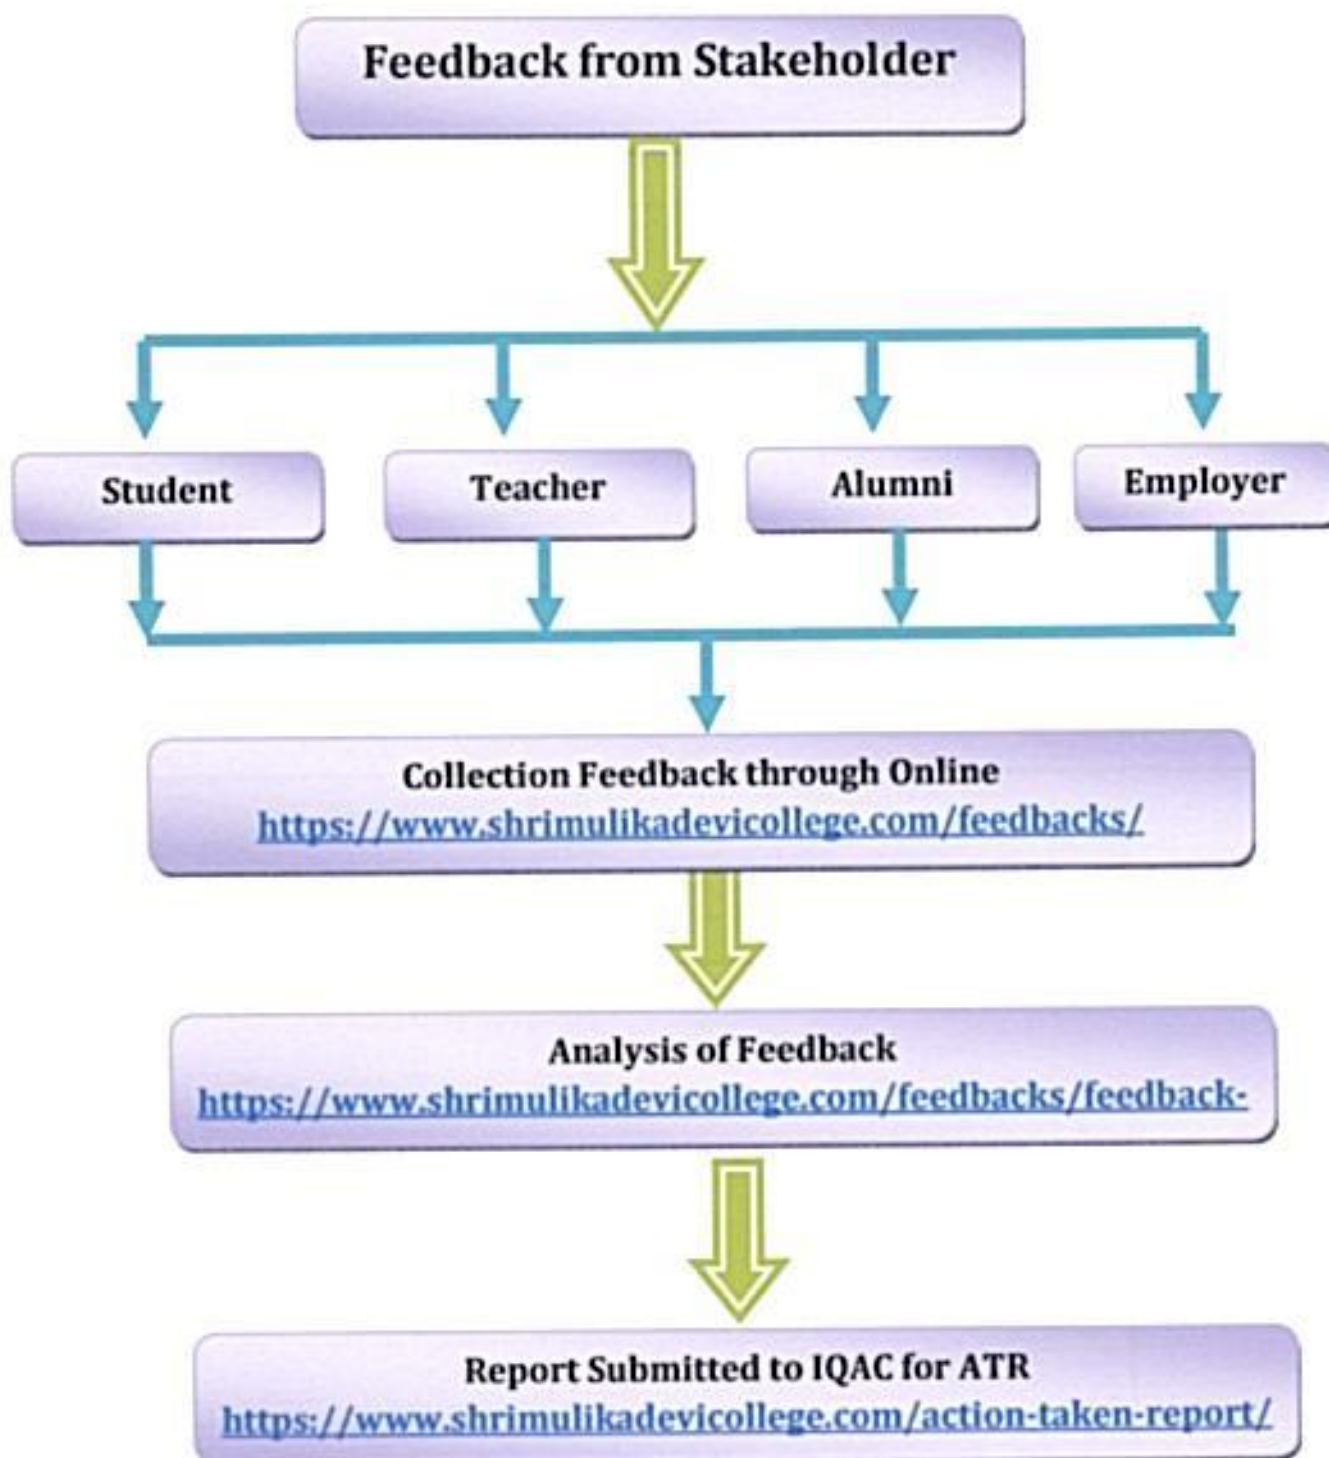 Feedback from Stakeholder
Student
Teacher
Alumni
Employer
Collection Feedback through Online
https://www.shrimulikadevicollege.com/feedbacks/
Analysis of Feedback
https://www.shrimulikadevicollege.com/feedbacks/feedback-
Report Submitted to IQAC for ATR
https://www.shrimulikadevicollege.com/action-taken-report/